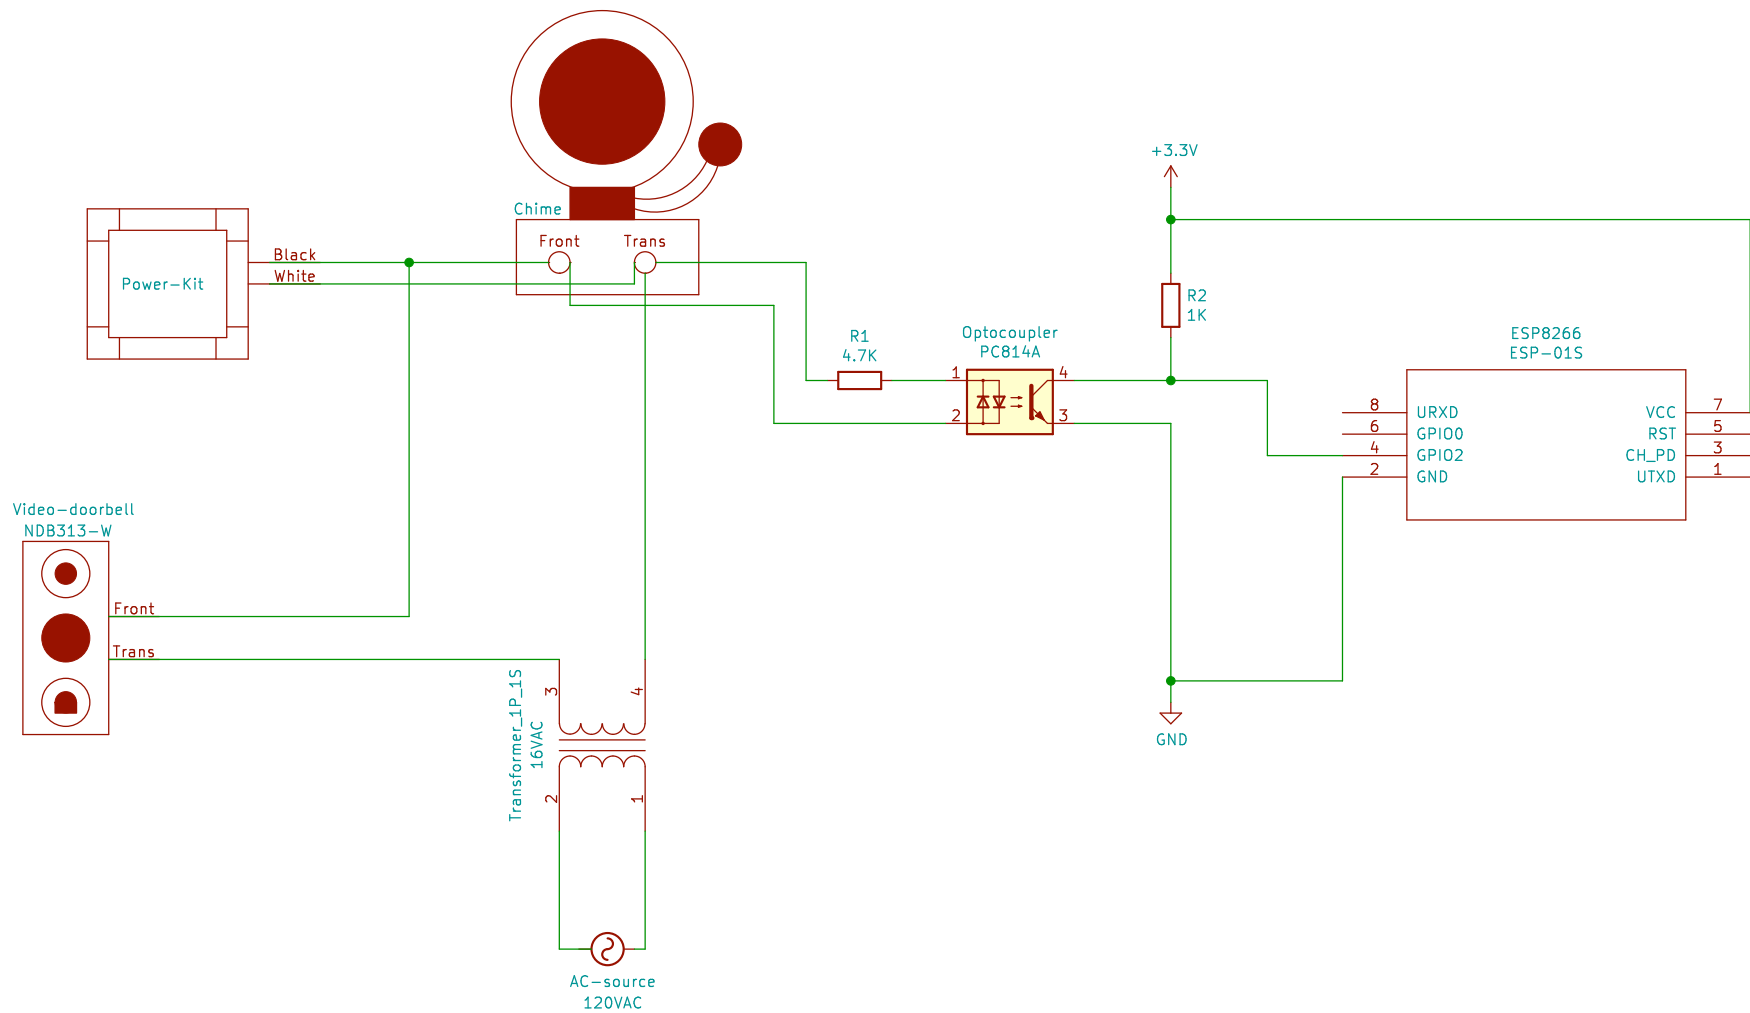 +3.3V
Chime
Front
Trans
Black
White
Power-Kit
R2
1K
R1
4.7K
Optocoupler
PC814A
1
2
4
3
ESP8266
ESP-01S
8 URXD
6 GPIO0
4 GPIO2
2 GND
VCC 7
RST 5
CH_PD 3
UTXD 1
Video-doorbell
NDB313-W
Front
Trans
Transformer_1P_1S
16VAC
3
4
2
1
GND
AC-source
120VAC